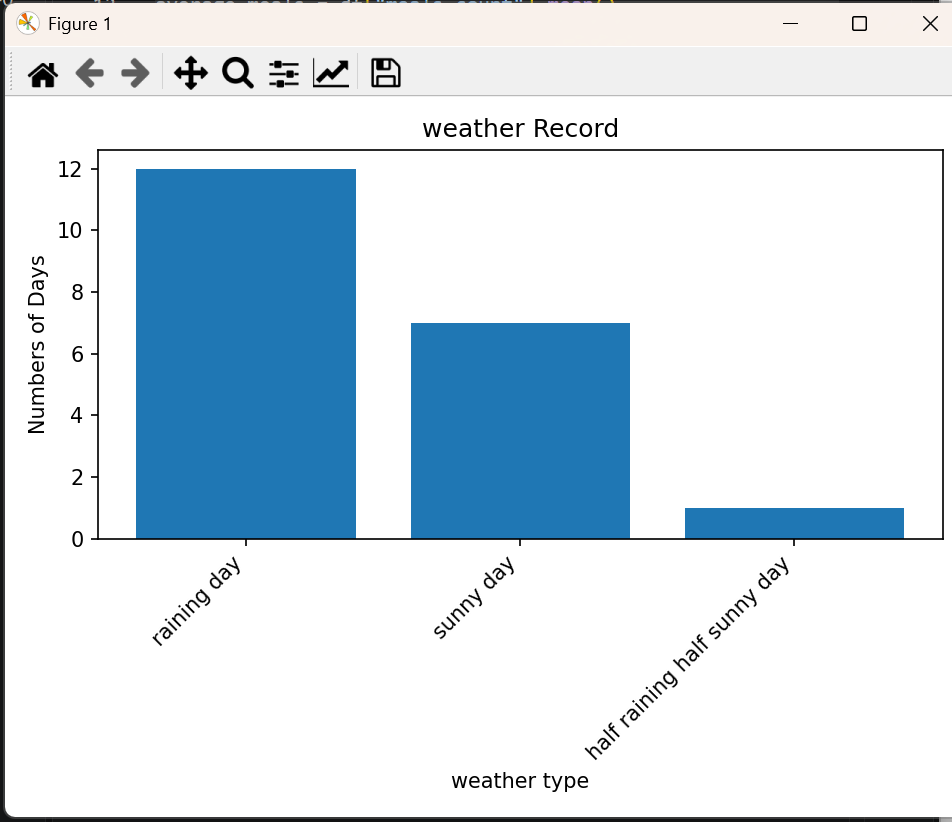 Figure 1
weather Record
Numbers of Days
12
10
8
6
4
2
0
raining day
sunny day
half raining half sunny day
weather type